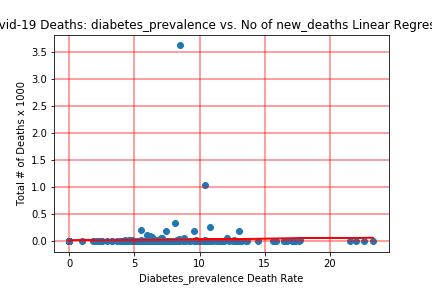 vid-19 Deaths: diabetes_prevalence vs. No of new_deaths Linear Regres
3.5
3.0
2.5
2.0
1.5
1.0
0.5
0.0
Total # of Deaths x 1000
0 5 10 15 20
Diabetes_prevalence Death Rate